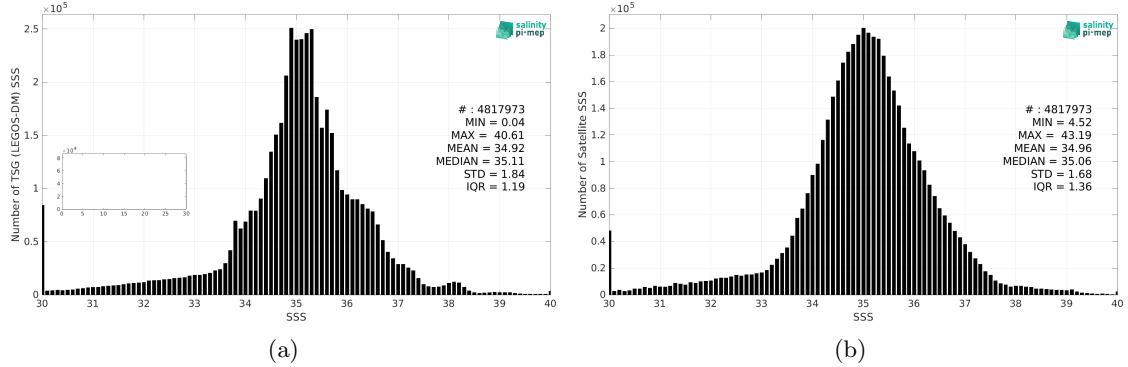 ×10^5
2.5
2
1.5
1
0.5
0
Number of TSG (LEGOS-DM) SSS
salinity
pi-mep
# : 4817973
MIN = 0.04
MAX = 40.61
MEAN = 34.92
MEDIAN = 35.11
STD = 1.84
IQR = 1.19
×10^4
8
6
4
2
0
0 5 10 15 20 25 30
30 31 32 33 34 35 36 37 38 39 40
SSS
(a)
×10^5
2
1.8
1.6
1.4
1.2
1
0.8
0.6
0.4
0.2
0
Number of Satellite SSS
salinity
pi-mep
# : 4817973
MIN = 4.52
MAX = 43.19
MEAN = 34.96
MEDIAN = 35.06
STD = 1.68
IQR = 1.36
30 31 32 33 34 35 36 37 38 39 40
SSS
(b)